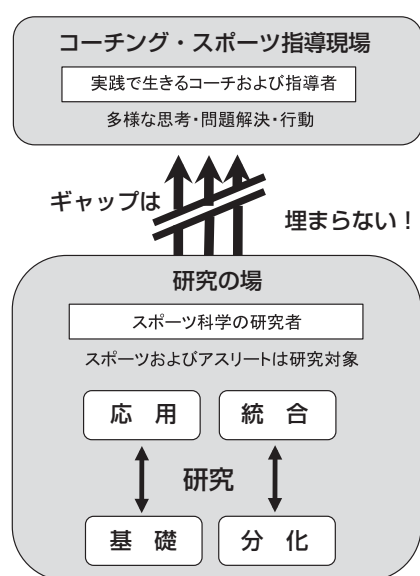 コーチング・スポーツ指導現場
実践で生きるコーチおよび指導者
多様な思考・問題解決・行動
ギャップは
埋まらない！
研究の場
スポーツ科学の研究者
スポーツおよびアスリートは研究対象
応 用 統 合
研究
基 礎 分 化